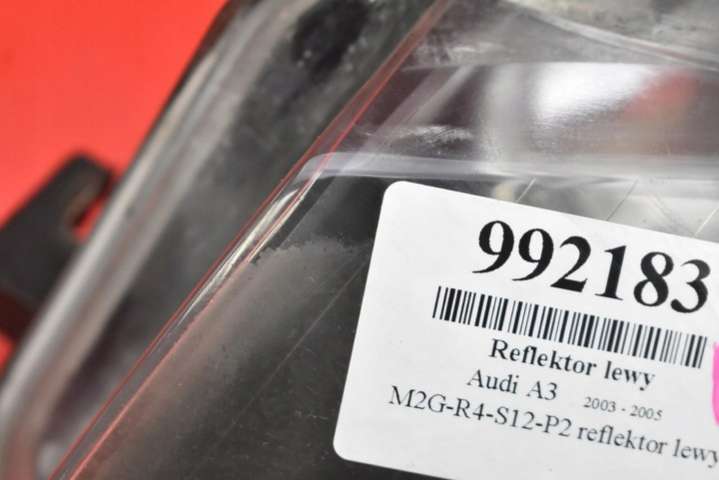 992183
Reflektor lewy
Audi A3 2003 - 2005
M2G-R4-S12-P2 reflektor lewy